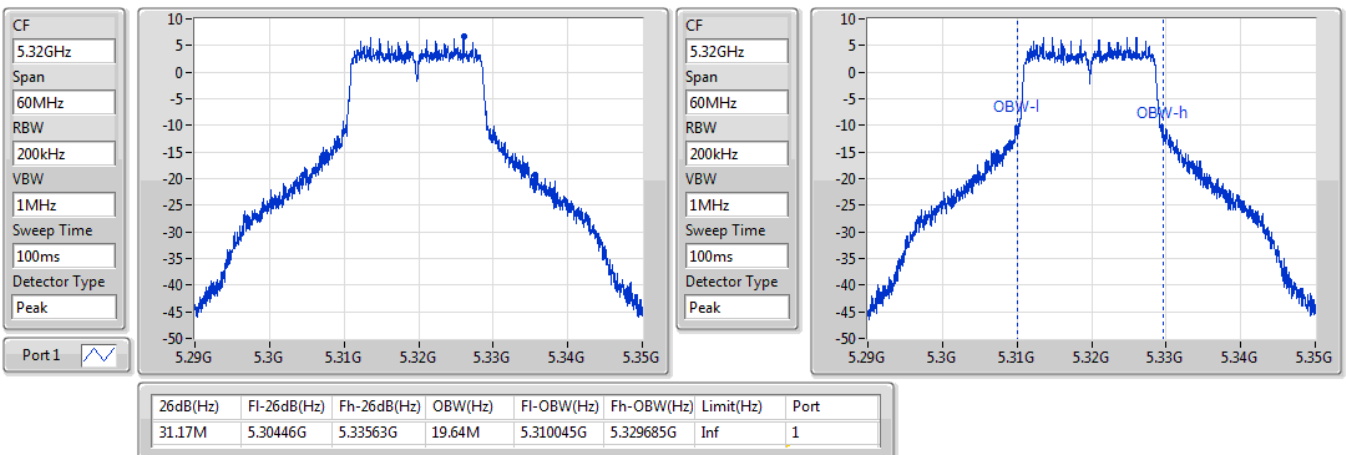 CF
5.32GHz
Span
60MHz
RBW
200kHz
VBW
1MHz
Sweep Time
100ms
Detector Type
Peak
Port 1
10
5
0
-5
-10
-15
-20
-25
-30
-35
-40
-45
-50
5.29G 5.3G 5.31G 5.32G 5.33G 5.34G 5.35G
CF
5.32GHz
Span
60MHz
RBW
200kHz
VBW
1MHz
Sweep Time
100ms
Detector Type
Peak
10
5
0
-5
-10
-15
-20
-25
-30
-35
-40
-45
-50
OBW-l
OBW-h
5.29G 5.3G 5.31G 5.32G 5.33G 5.34G 5.35G
26dB(Hz) Fl-26dB(Hz) Fh-26dB(Hz) OBW(Hz) Fl-OBW(Hz) Fh-OBW(Hz) Limit(Hz) Port
31.17M 5.30446G 5.33563G 19.64M 5.310045G 5.329685G Inf 1